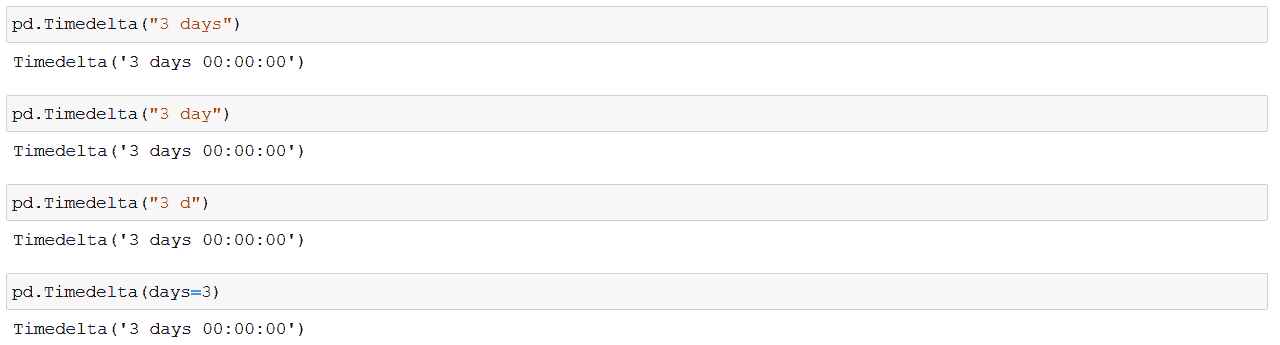 pd.Timedelta("3 days")
Timedelta('3 days 00:00:00')
pd.Timedelta("3 day")
Timedelta('3 days 00:00:00')
pd.Timedelta("3 d")
Timedelta('3 days 00:00:00')
pd.Timedelta(days=3)
Timedelta('3 days 00:00:00')